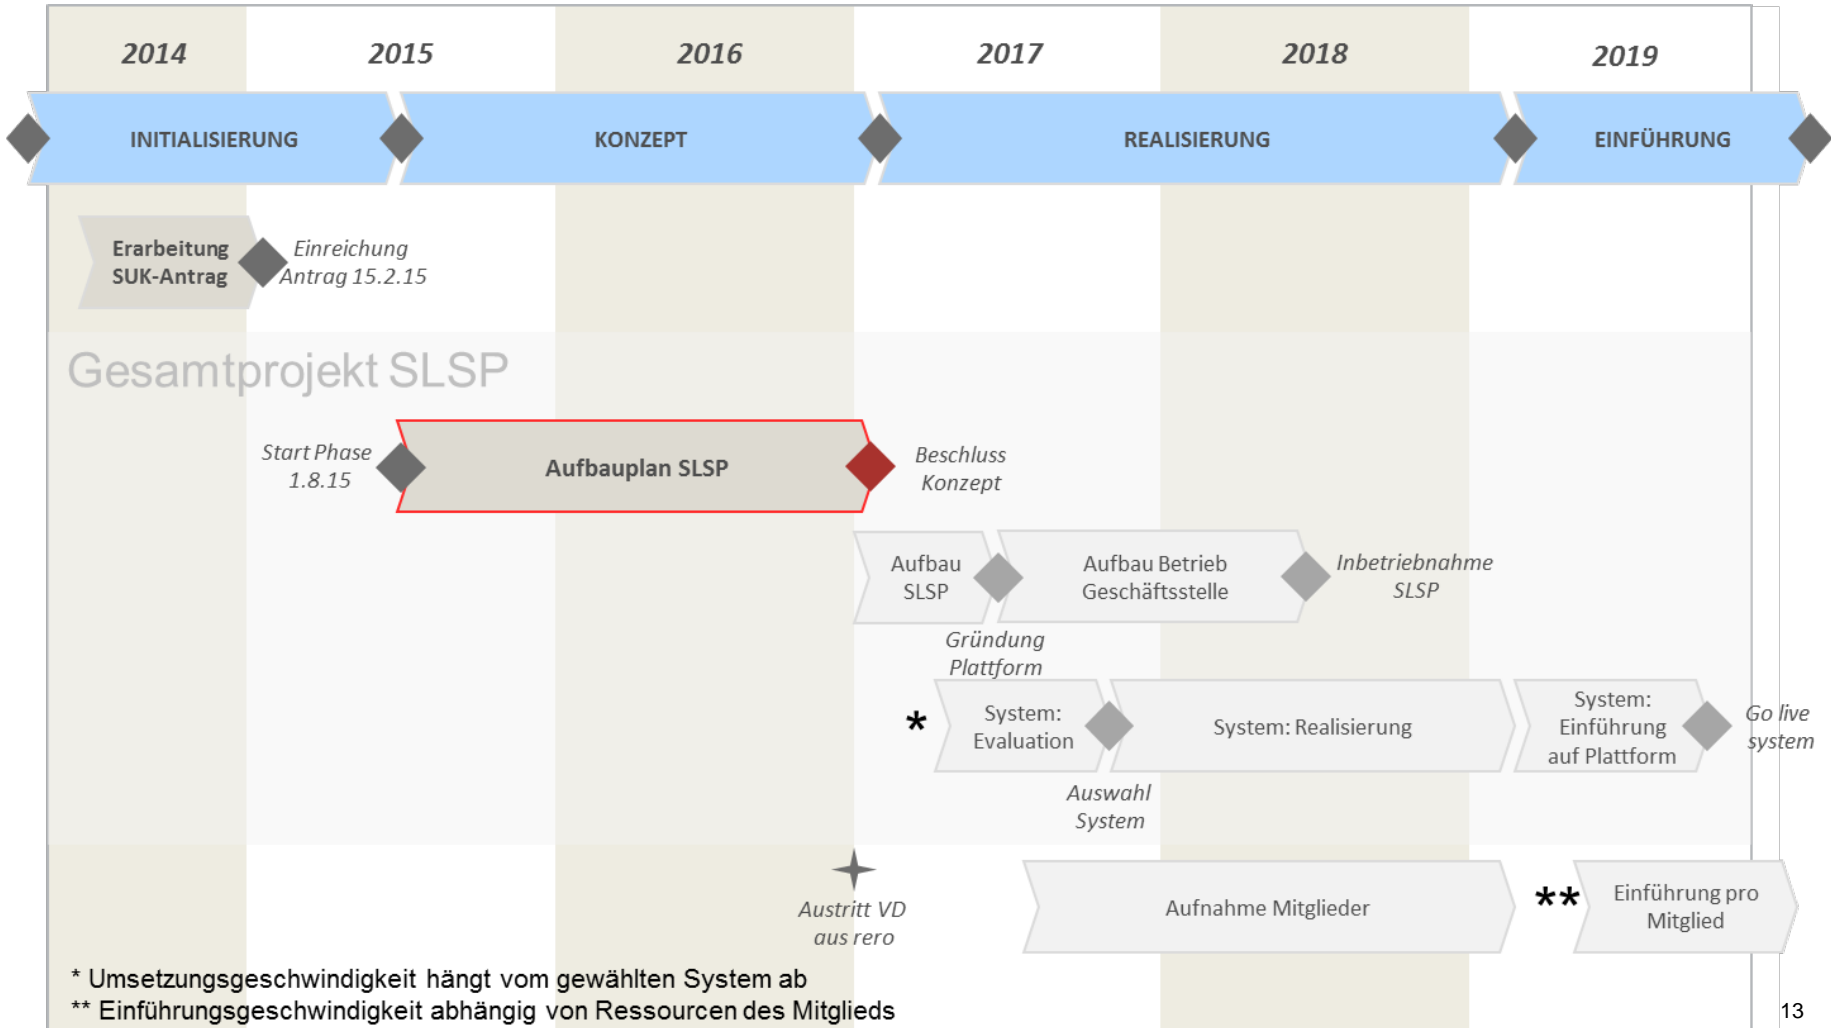 2014
2015
2016
2017
2018
2019
INITIALISIERUNG
KONZEPT
REALISIERUNG
EINFÜHRUNG
Erarbeitung
SUK-Antrag
Einreichung
Antrag 15.2.15
Gesamtprojekt SLSP
Start Phase
1.8.15
Aufbauplan SLSP
Beschluss
Konzept
Aufbau
SLSP
Aufbau Betrieb
Geschäftsstelle
Inbetriebnahme
SLSP
Gründung
Plattform
*
System:
Evaluation
System: Realisierung
System:
Einführung
auf Plattform
Go live
system
Auswahl
System
Austritt VD
aus rero
Aufnahme Mitglieder
**
Einführung pro
Mitglied
* Umsetzungsgeschwindigkeit hängt vom gewählten System ab
** Einführungsgeschwindigkeit abhängig von Ressourcen des Mitglieds
13